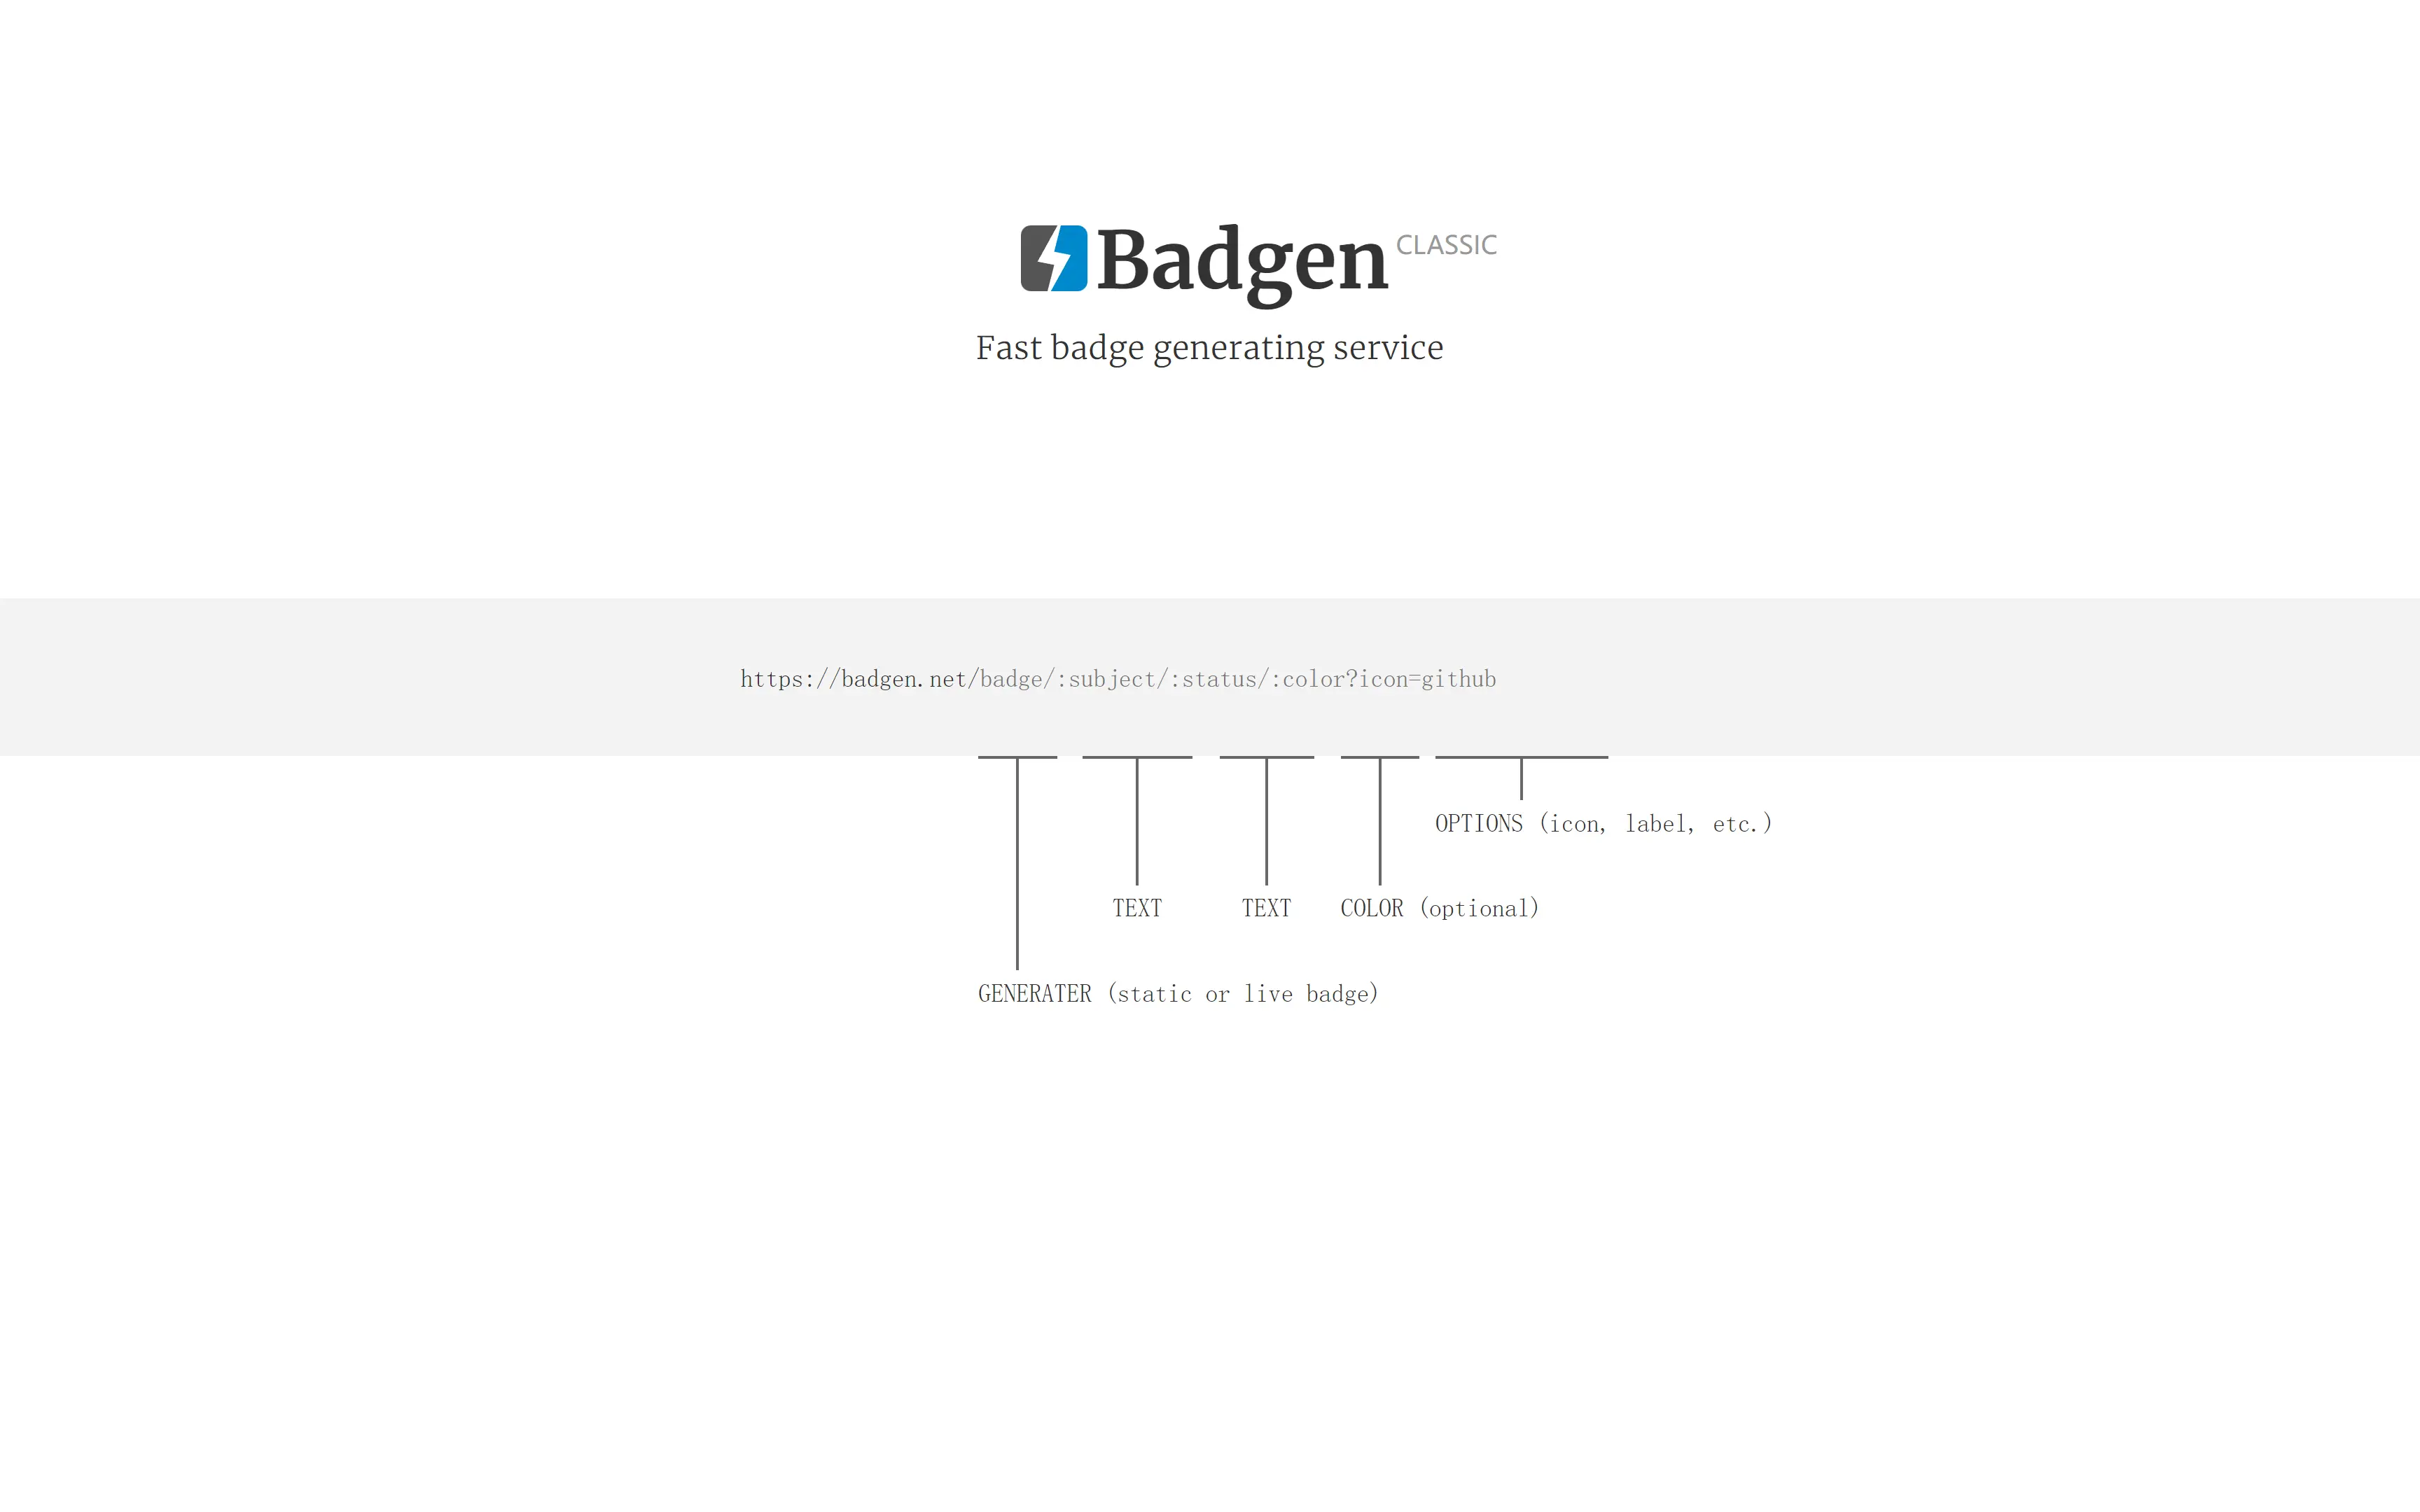 Badgen CLASSIC
Fast badge generating service
https://badgen.net/badge/:subject/:status/:color?icon=github
OPTIONS (icon, label, etc.)
TEXT TEXT COLOR (optional)
GENERATER (static or live badge)